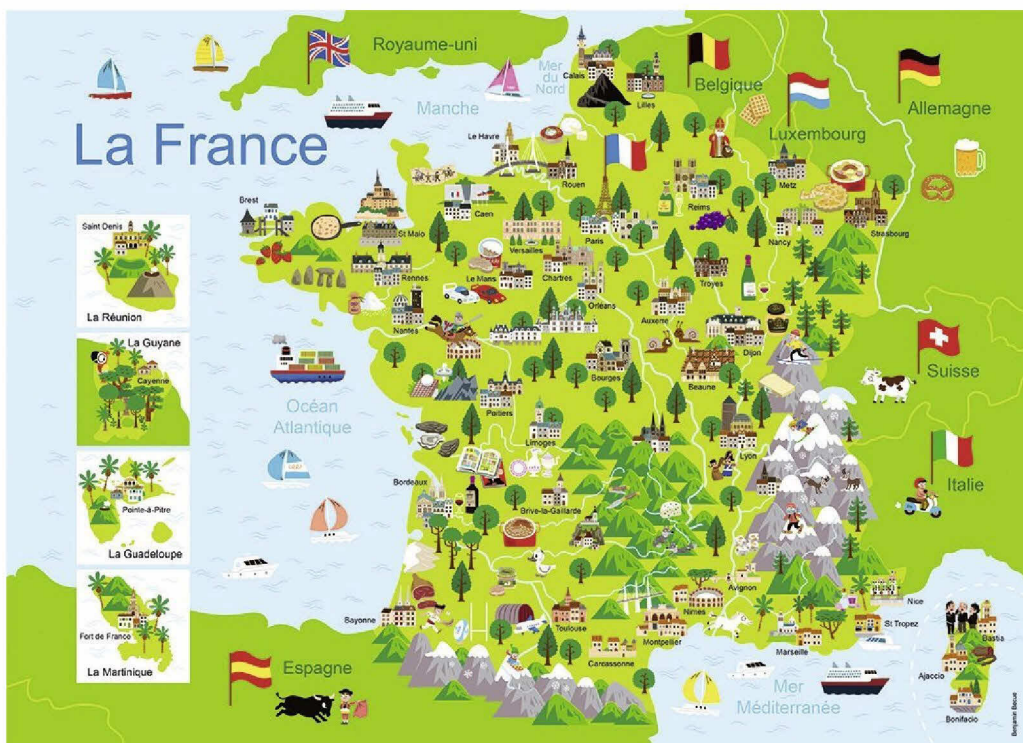 Royaume-uni
Mer
du
Nord
Manche
Belgique
Luxembourg
Allemagne
La France
Calais
Lilles
Le Havre
Rouen
Caen
Brest
St Malo
Rennes
Versailles
Paris
Reims
Metz
Nancy
Strasbourg
Le Mans
Chartres
Orléans
Troyes
Auxerre
Nantes
Dijon
Bourges
Beaune
Suisse
Poitiers
Limoges
Lyon
Italie
Océan
Atlantique
Bordeaux
Brive-la-Gaillarde
Bayonne
Toulouse
Carcassonne
Montpellier
Nimes
Avignon
Marseille
St Tropez
Nice
Espagne
Mer
Méditerranée
Bastia
Ajaccio
Bonifacio
Saint Denis
La Réunion
La Guyane
Cayenne
Pointe-à-Pitre
La Guadeloupe
Fort de France
La Martinique
Benjamin Bécue